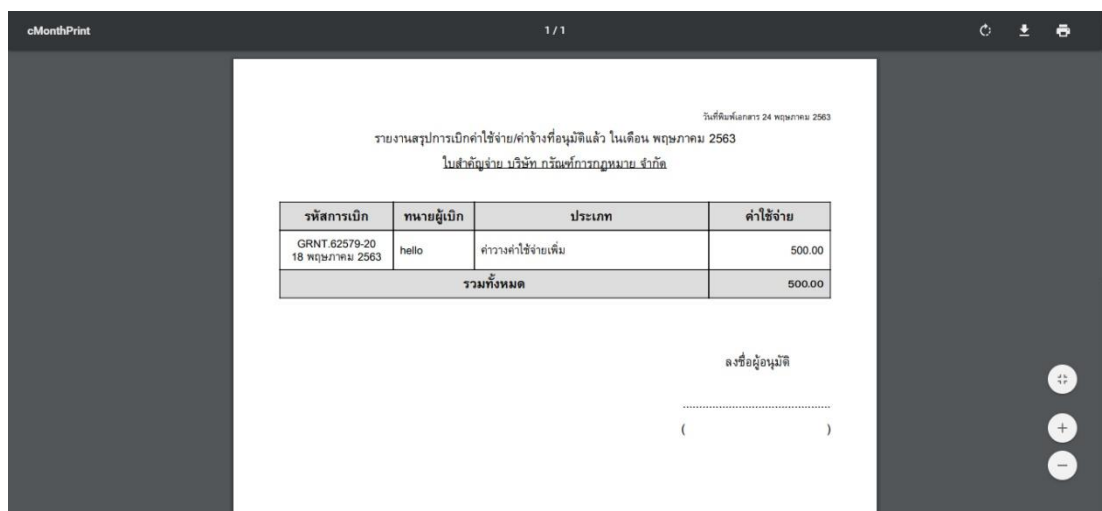 cMonthPrint
1 / 1
วันที่พิมพ์เอกสาร 24 พฤษภาคม 2563
รายงานสรุปการเบิกค่าใช้จ่าย/ค่าจ้างที่อนุมัติแล้ว ในเดือน พฤษภาคม 2563
ใบสำคัญจ่าย บริษัท กรัณฑ์การกฎหมาย จำกัด
รหัสการเบิก ทนายผู้เบิก ประเภท ค่าใช้จ่าย
GRNT.62579-20
18 พฤษภาคม 2563 hello ค่าวางค่าใช้จ่ายเพิ่ม 500.00
รวมทั้งหมด 500.00
ลงชื่อผู้อนุมัติ
............................................
( )